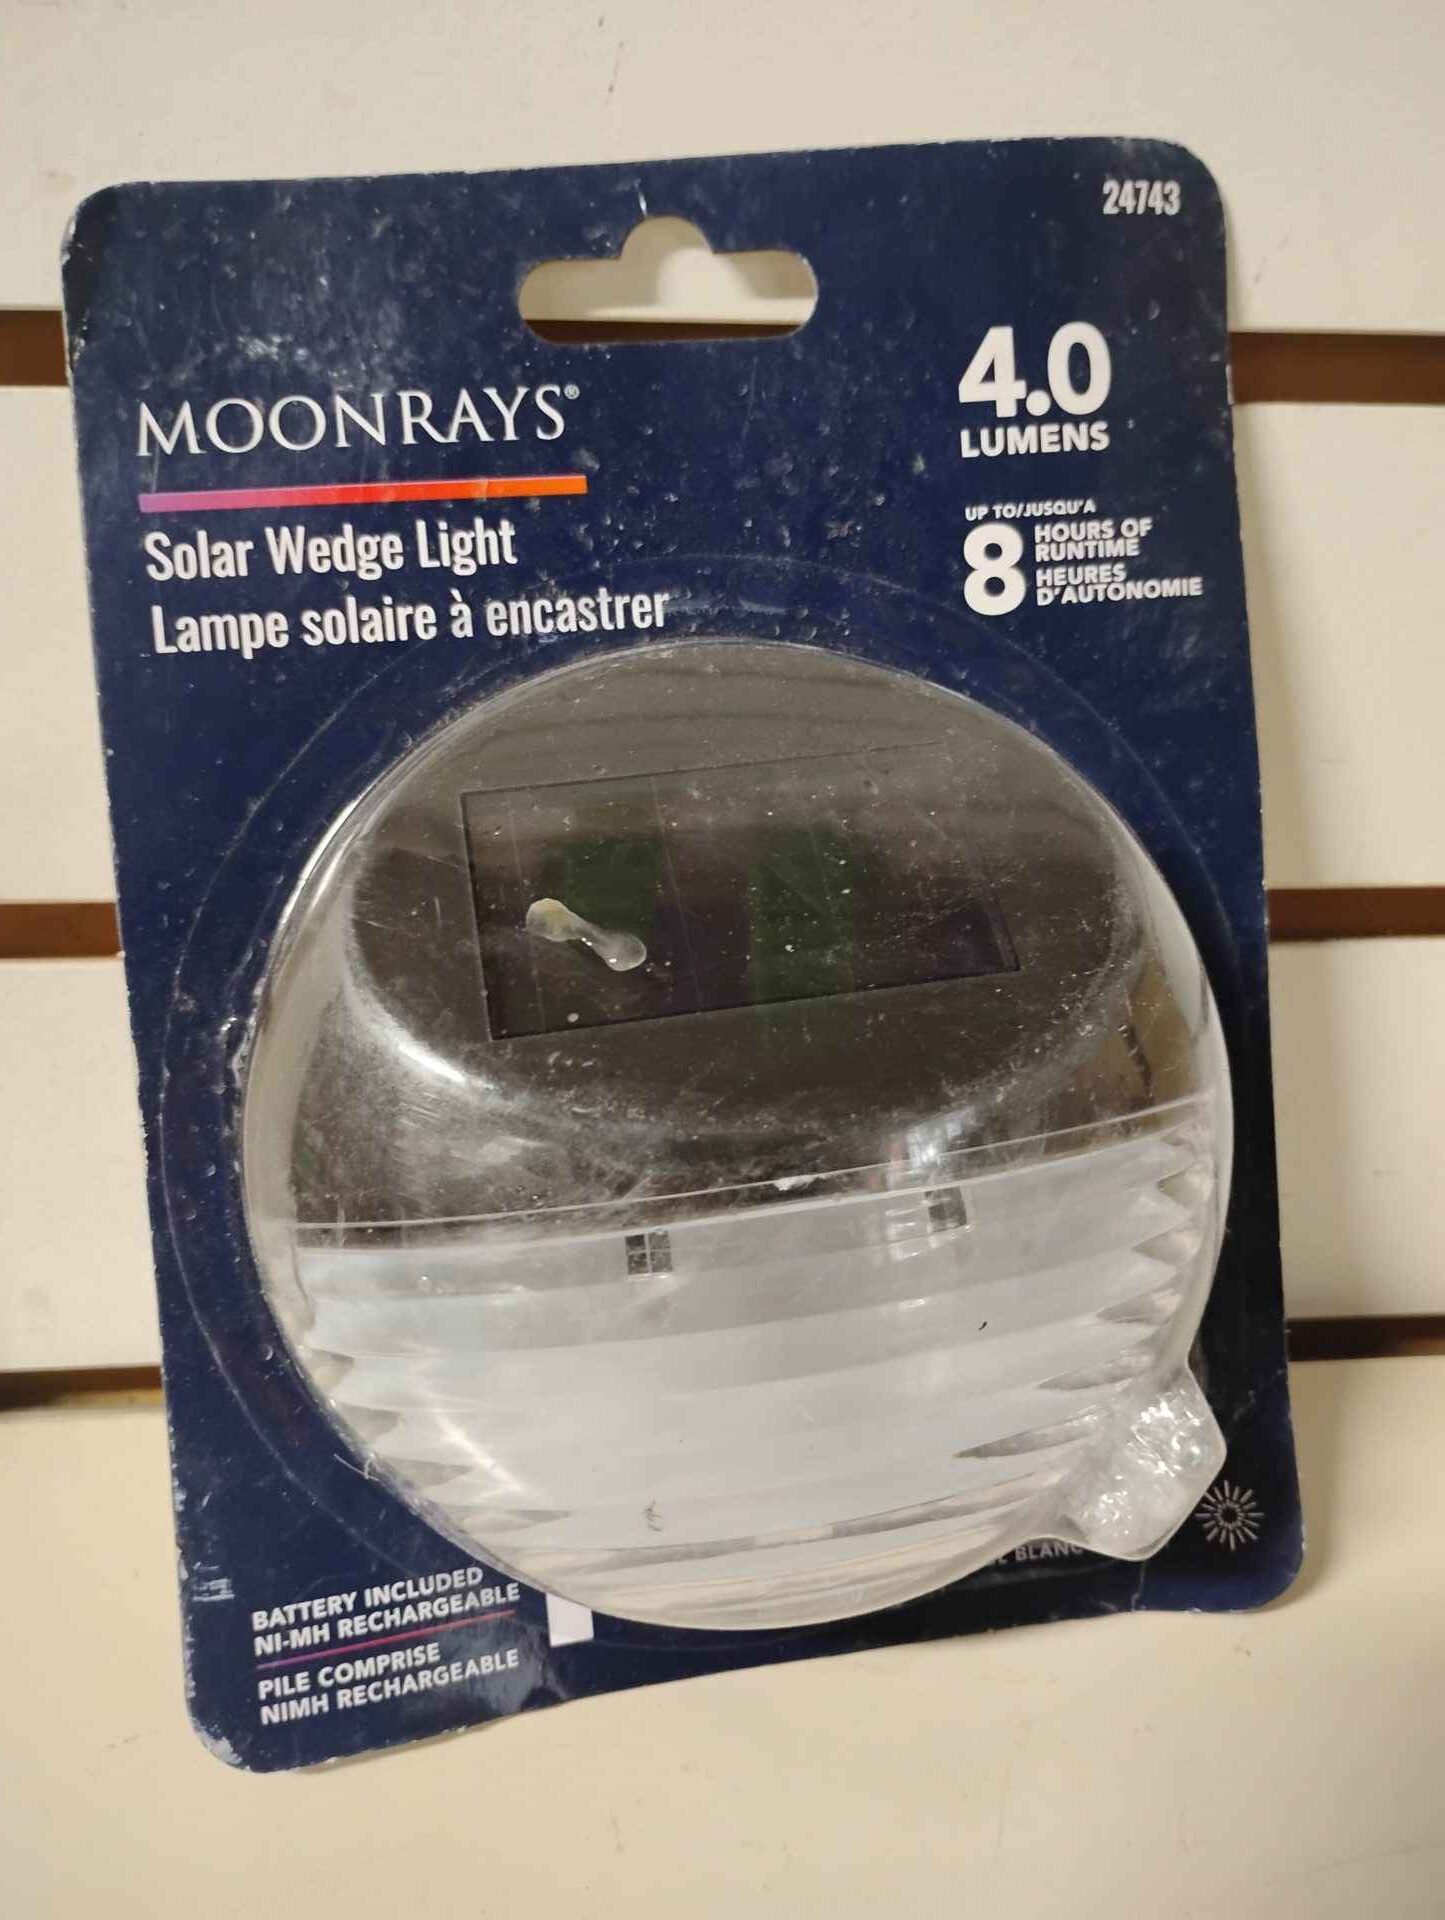 24743
MOONRAYS®
Solar Wedge Light
Lampe solaire à encastrer
4.0
LUMENS
UP TO/JUSQU'A
8 HOURS OF
RUNTIME
HEURES
D'AUTONOMIE
BATTERY INCLUDED
NI-MH RECHARGEABLE
PILE COMPRISE
NIMH RECHARGEABLE
BLANC